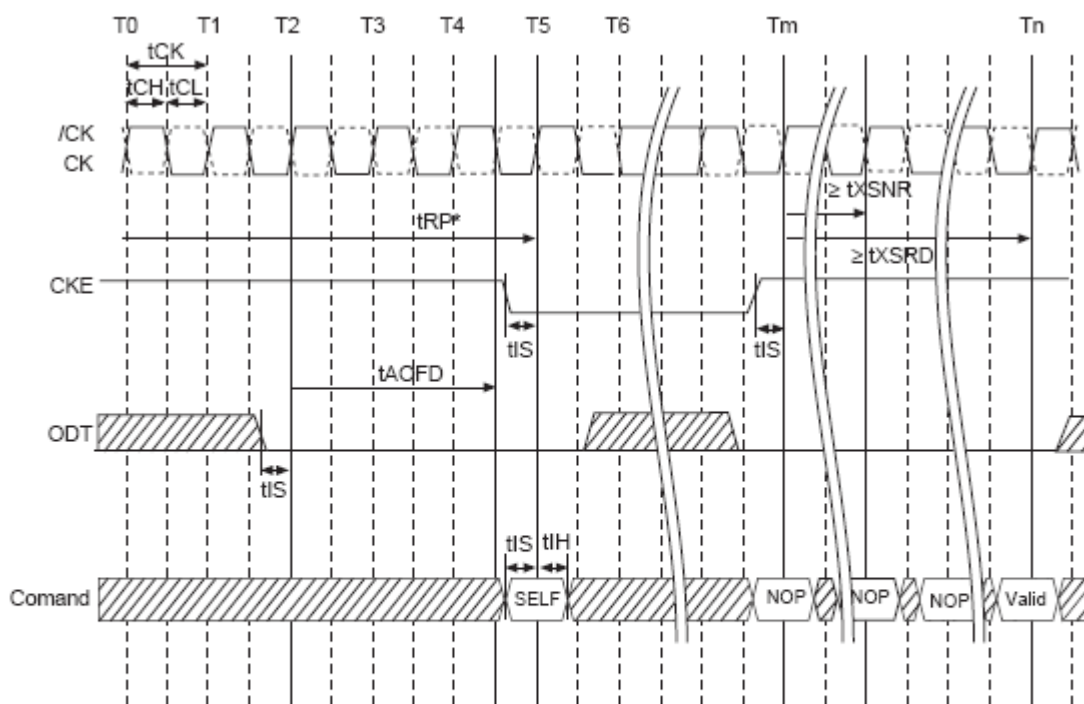 T0 T1 T2 T3 T4 T5 T6 Tm Tn
tCK
tCH tCL
/CK
CK
≥ tXSNR
tRP*
≥ tXSRD
CKE
tIS tIS
tAOFD
ODT
tIS
tIS tIH
Comand SELF NOP NOP NOP Valid